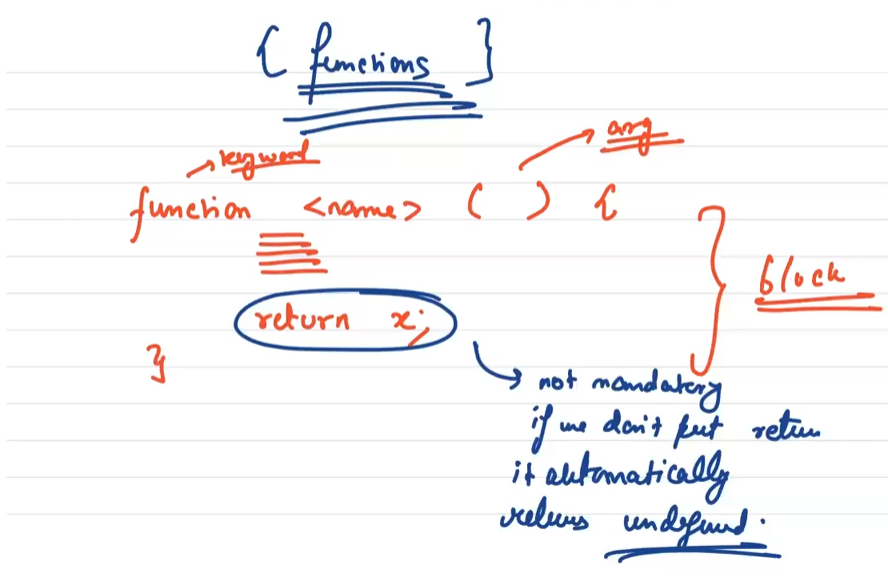 { functions }
arg
keyword
function <name> ( ) {
block
return x;
}
not mandatory
if we don't put return
it automatically
returns undefined.